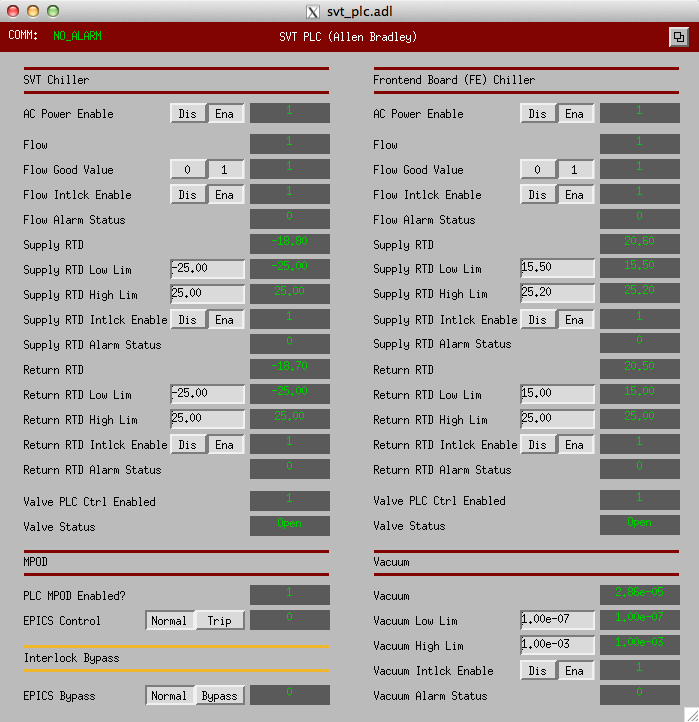 svt_plc.adl
COMM: NO_ALARM SVT PLC (Allen Bradley)
SVT Chiller
AC Power Enable Dis Ena 1
Flow 1
Flow Good Value 0 1 1
Flow Intlck Enable Dis Ena 1
Flow Alarm Status 0
Supply RTD -18.80
Supply RTD Low Lim -25.00 -25.00
Supply RTD High Lim 25.00 25.00
Supply RTD Intlck Enable Dis Ena 1
Supply RTD Alarm Status 0
Return RTD -18.70
Return RTD Low Lim -25.00 -25.00
Return RTD High Lim 25.00 25.00
Return RTD Intlck Enable Dis Ena 1
Return RTD Alarm Status 0
Valve PLC Ctrl Enabled 1
Valve Status Open
Frontend Board (FE) Chiller
AC Power Enable Dis Ena 1
Flow 1
Flow Good Value 0 1 1
Flow Intlck Enable Dis Ena 1
Flow Alarm Status 0
Supply RTD 20.60
Supply RTD Low Lim 15.50 15.50
Supply RTD High Lim 25.20 25.20
Supply RTD Intlck Enable Dis Ena 1
Supply RTD Alarm Status 0
Return RTD 20.50
Return RTD Low Lim 15.00 15.00
Return RTD High Lim 25.00 25.00
Return RTD Intlck Enable Dis Ena 1
Return RTD Alarm Status 0
Valve PLC Ctrl Enabled 1
Valve Status Open
MPOD
PLC MPOD Enabled? 1
EPICS Control Normal Trip 0
Interlock Bypass
EPICS Bypass Normal Bypass 0
Vacuum
Vacuum 2.86e-05
Vacuum Low Lim 1.00e-07 1.00e-07
Vacuum High Lim 1.00e-03 1.00e-03
Vacuum Intlck Enable Dis Ena 1
Vacuum Alarm Status 0